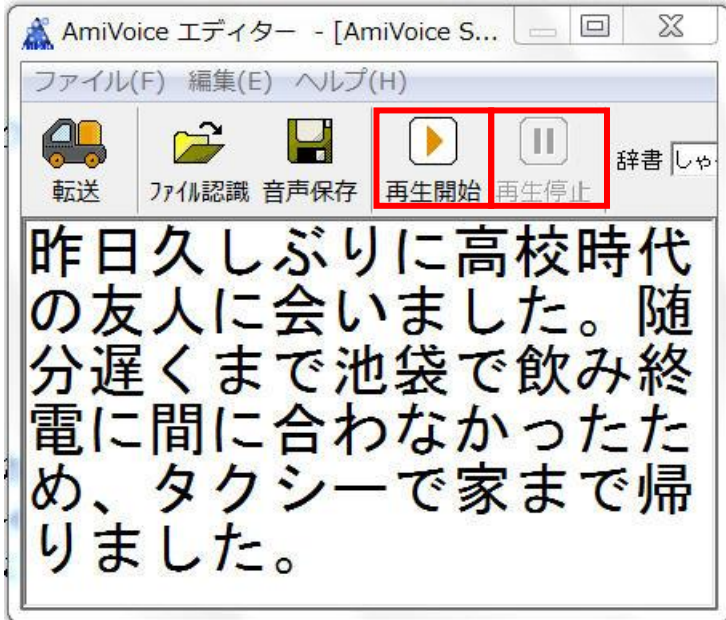 AmiVoice エディター - [AmiVoice S...
ファイル(F) 編集(E) ヘルプ(H)
転送 ファイル認識 音声保存 再生開始 再生停止 辞書 しゃ
昨日久しぶりに高校時代
の友人に会いました。随
分遅くまで池袋で飲み終
電に間に合わなかったた
め、タクシーで家まで帰
りました。